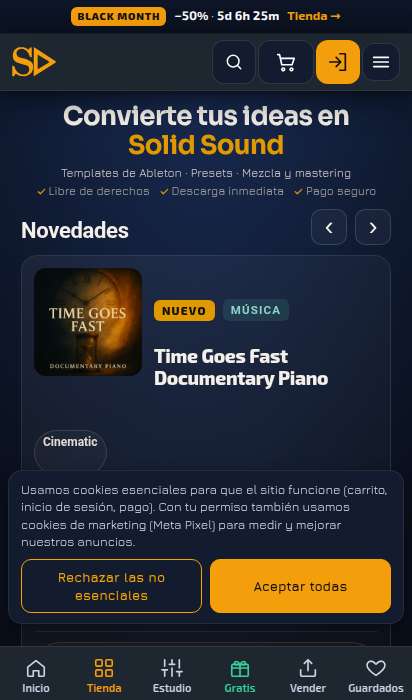 BLACK MONTH −50% · 5d 6h 25m Tienda →
Convierte tus ideas en
Solid Sound
Templates de Ableton · Presets · Mezcla y mastering
✓ Libre de derechos ✓ Descarga inmediata ✓ Pago seguro
Novedades
TIME GOES
FAST
DOCUMENTARY PIANO
NUEVO MÚSICA
Time Goes Fast
Documentary Piano
Cinematic
Usamos cookies esenciales para que el sitio funcione (carrito,
inicio de sesión, pago). Con tu permiso también usamos
cookies de marketing (Meta Pixel) para medir y mejorar
nuestros anuncios.
Rechazar las no
esenciales
Aceptar todas
Inicio Tienda Estudio Gratis Vender Guardados